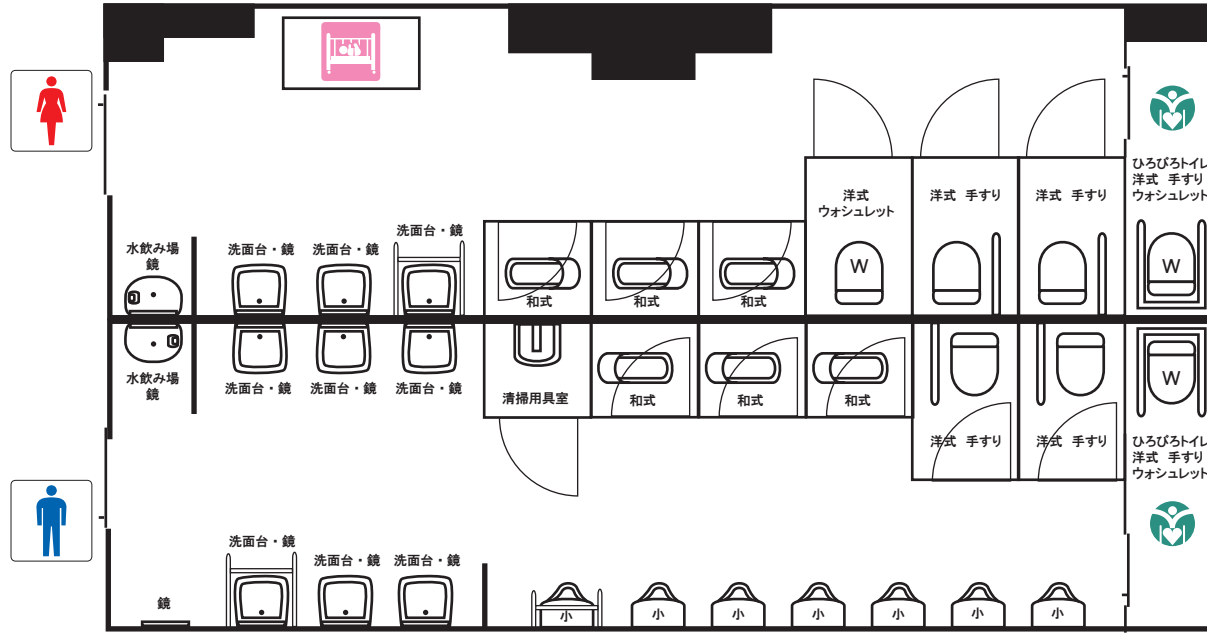 ひろびろトイレ
洋式 手すり
ウォシュレット
洋式
ウォシュレット
洋式 手すり
洋式 手すり
W
W
水飲み場
鏡
洗面台・鏡
洗面台・鏡
洗面台・鏡
和式
和式
和式
水飲み場
鏡
洗面台・鏡
洗面台・鏡
洗面台・鏡
清掃用具室
和式
和式
和式
洋式 手すり
洋式 手すり
W
ひろびろトイレ
洋式 手すり
ウォシュレット
鏡
洗面台・鏡
洗面台・鏡
洗面台・鏡
小
小
小
小
小
小
小